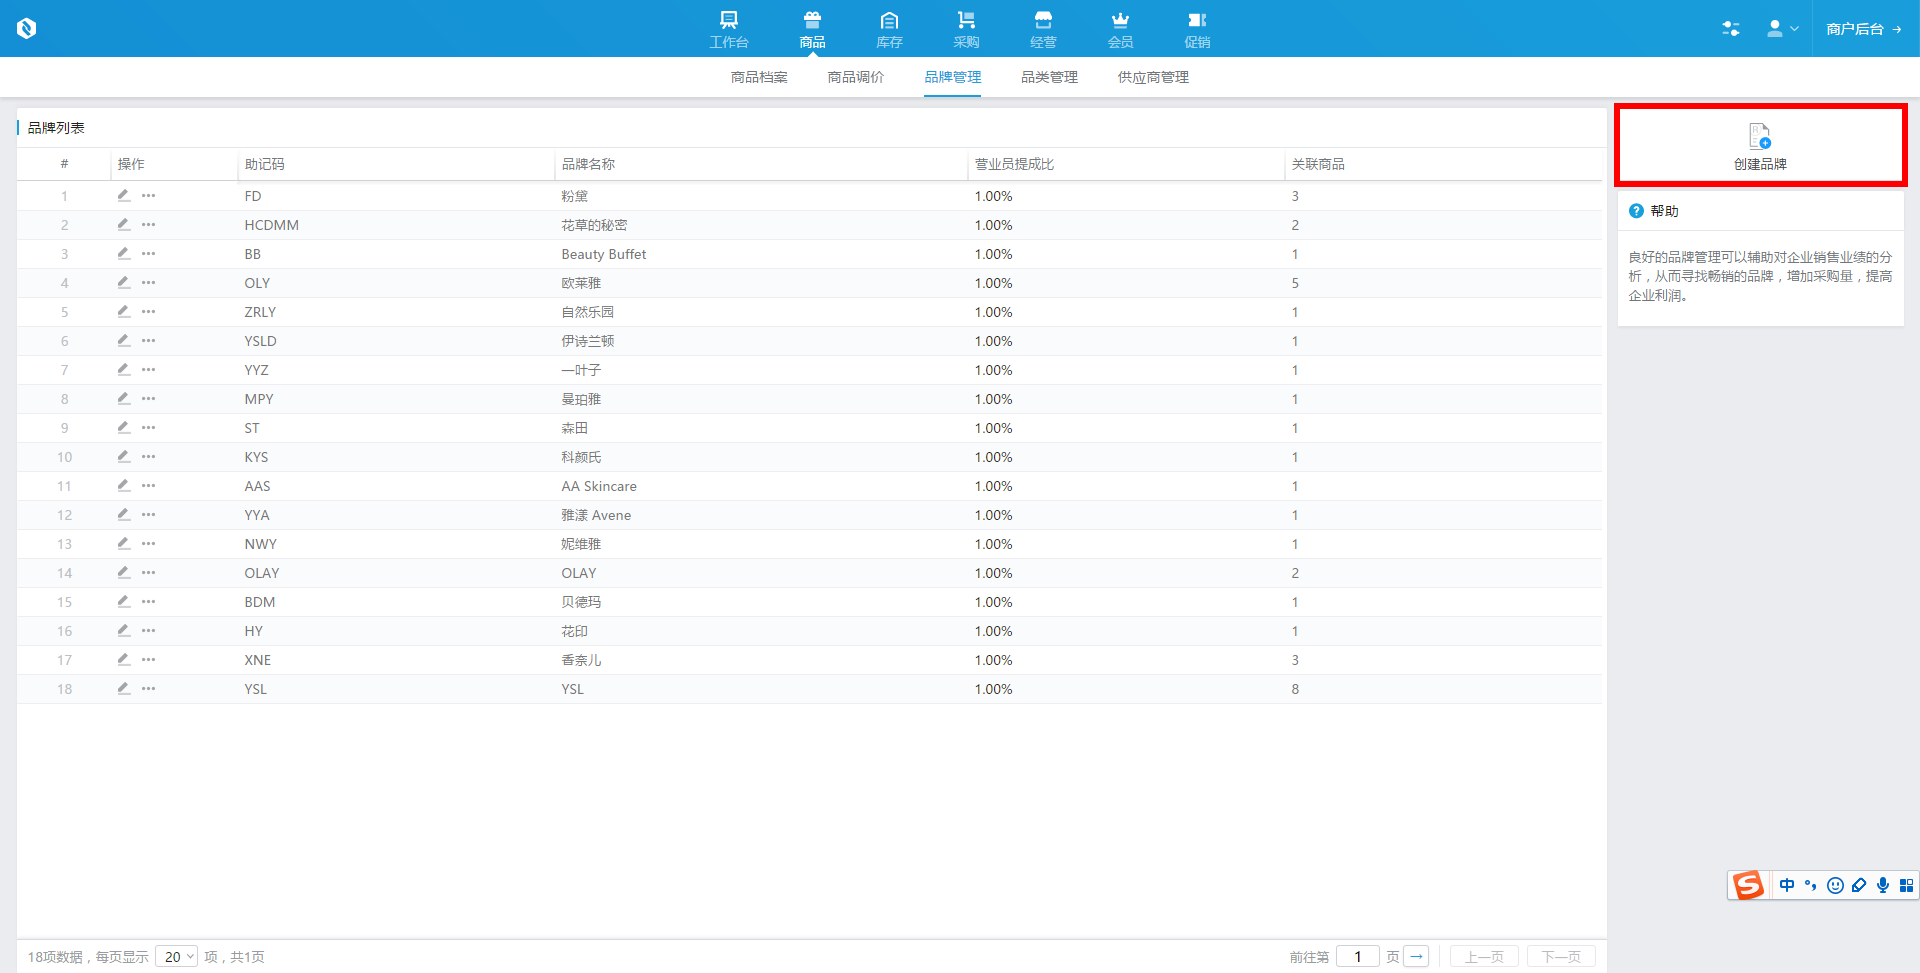 工作台 商品 库存 采购 经营 会员 促销
商户后台 →
商品档案 商品调价 品牌管理 品类管理 供应商管理
品牌列表
# 操作 助记码 品牌名称 营业员提成比 关联商品
1 FD 粉黛 1.00% 3
2 HCDMM 花草的秘密 1.00% 2
3 BB Beauty Buffet 1.00% 1
4 OLY 欧莱雅 1.00% 5
5 ZRLY 自然乐园 1.00% 1
6 YSLD 伊诗兰顿 1.00% 1
7 YYZ 一叶子 1.00% 1
8 MPY 曼珀雅 1.00% 1
9 ST 森田 1.00% 1
10 KYS 科颜氏 1.00% 1
11 AAS AA Skincare 1.00% 1
12 YYA 雅漾 Avene 1.00% 1
13 NWY 妮维雅 1.00% 1
14 OLAY OLAY 1.00% 2
15 BDM 贝德玛 1.00% 1
16 HY 花印 1.00% 1
17 XNE 香奈儿 1.00% 3
18 YSL YSL 1.00% 8
创建品牌
帮助
良好的品牌管理可以辅助对企业销售业绩的分
析，从而寻找畅销的品牌，增加采购量，提高
企业利润。
中
18项数据，每页显示 20 项，共1页
前往第 1 页 → 上一页 下一页